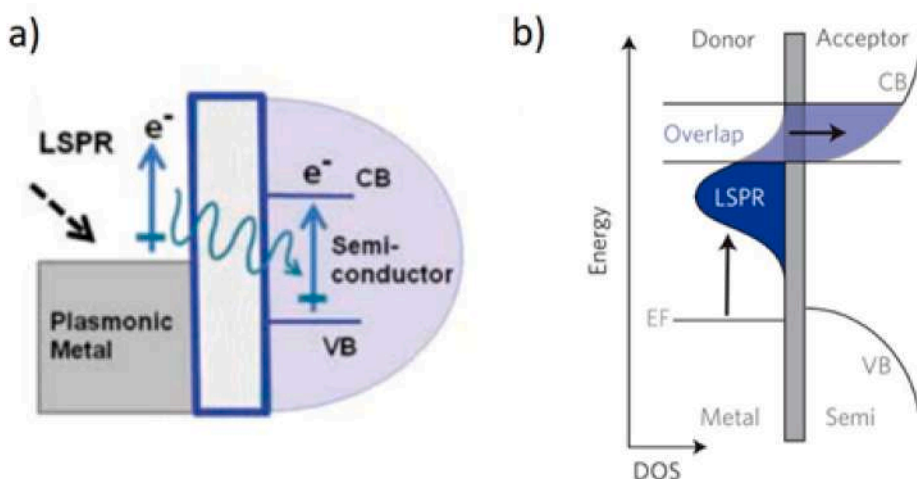 a)
LSPR
e-
e-
CB
Semi-
conductor
Plasmonic
Metal
VB
b)
Donor
Acceptor
CB
Overlap
LSPR
Energy
EF
VB
Metal
Semi
DOS